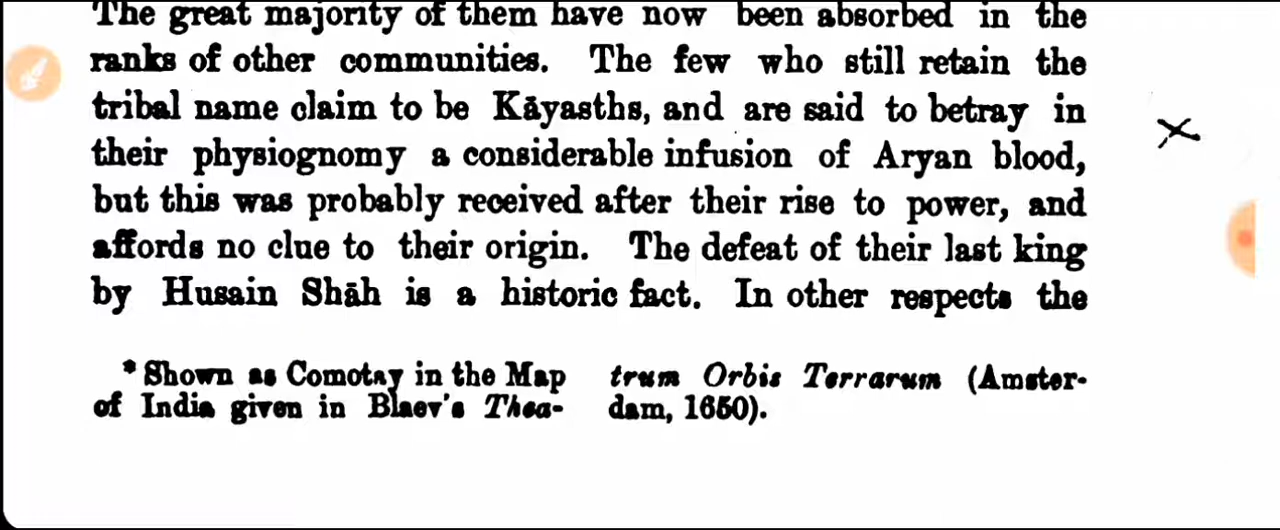 The great majority of them have now been absorbed in the
ranks of other communities. The few who still retain the
tribal name claim to be Kāyasths, and are said to betray in
their physiognomy a considerable infusion of Aryan blood,
but this was probably received after their rise to power, and
affords no clue to their origin. The defeat of their last king
by Husain Shāh is a historic fact. In other respects the
* Shown as Comotay in the Map
of India given in Blaev's Thea-
trum Orbis Terrarum (Amster-
dam, 1650).